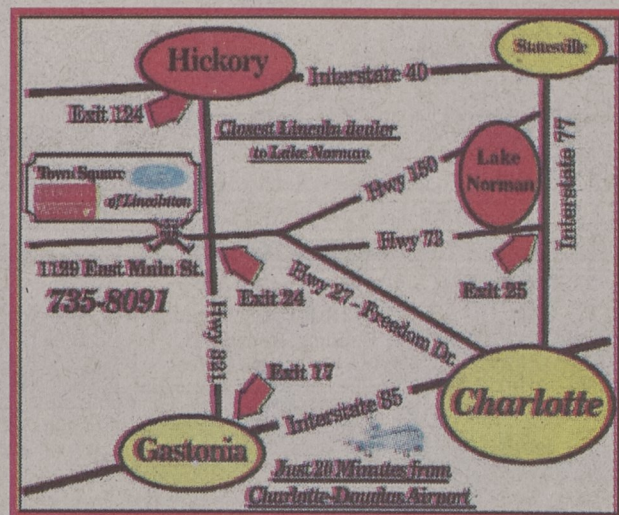 Hickory
Interstate 40
Statesville
Exit 124
Closest Lincoln dealer
to Lake Norman
Town Square
of Lincolnton
Hwy 150
Lake
Norman
Interstate 77
Hwy 73
1129 East Main St.
735-8091
Exit 24
Exit 25
Hwy 27 - Freedom Dr.
Hwy 321
Exit 17
Interstate 85
Charlotte
Gastonia
Just 20 Minutes from
Charlotte-Douglas Airport